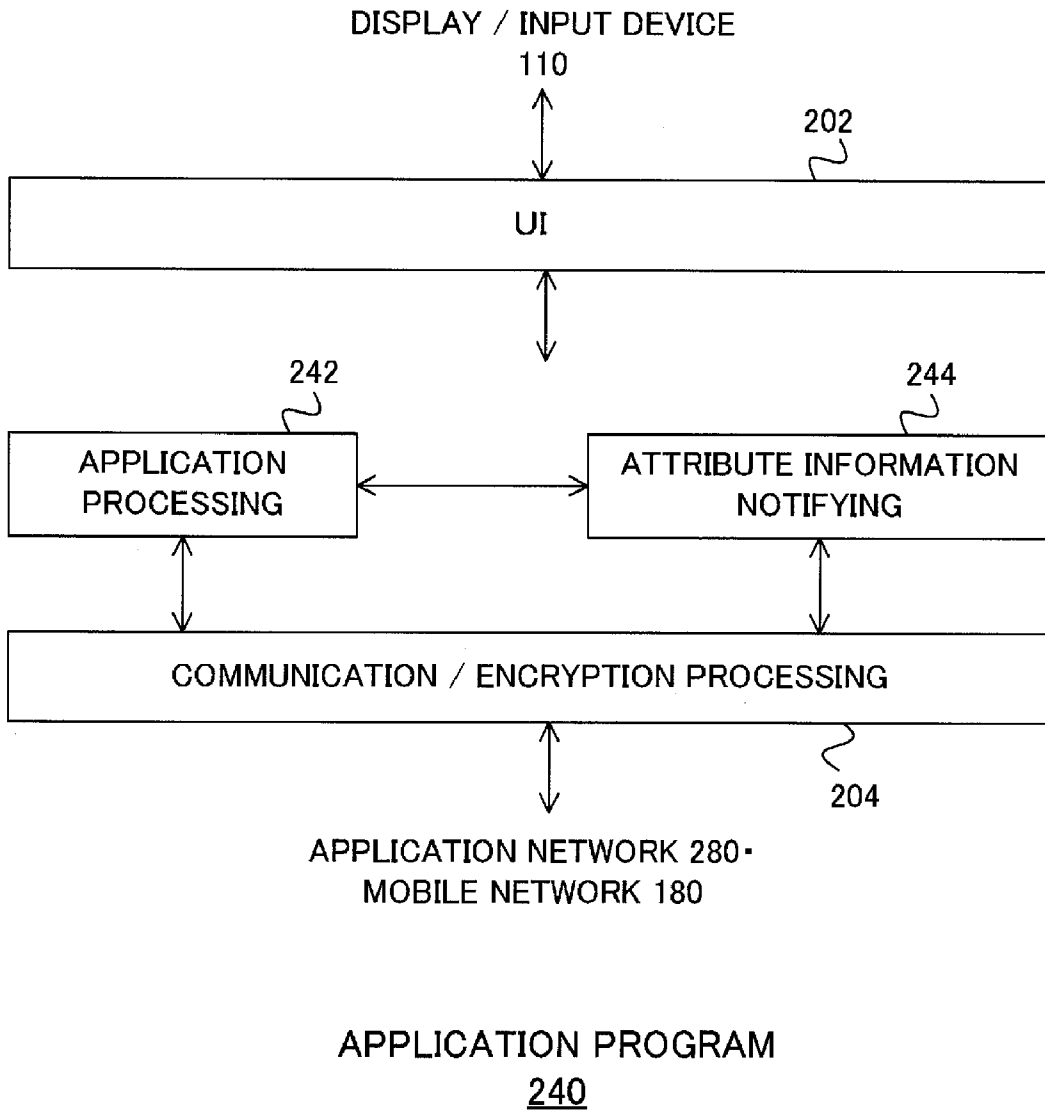 DISPLAY / INPUT DEVICE
110
202
UI
242
244
APPLICATION
PROCESSING
ATTRIBUTE INFORMATION
NOTIFYING
COMMUNICATION / ENCRYPTION PROCESSING
204
APPLICATION NETWORK 280・
MOBILE NETWORK 180
APPLICATION PROGRAM
240